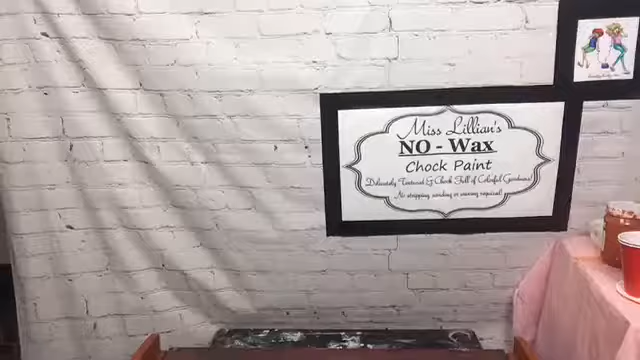 Miss Lillian's
NO - Wax
Chock Paint
Delicately Textured & Chock Full of Colorful Goodness!
No stripping sanding or waxing required!